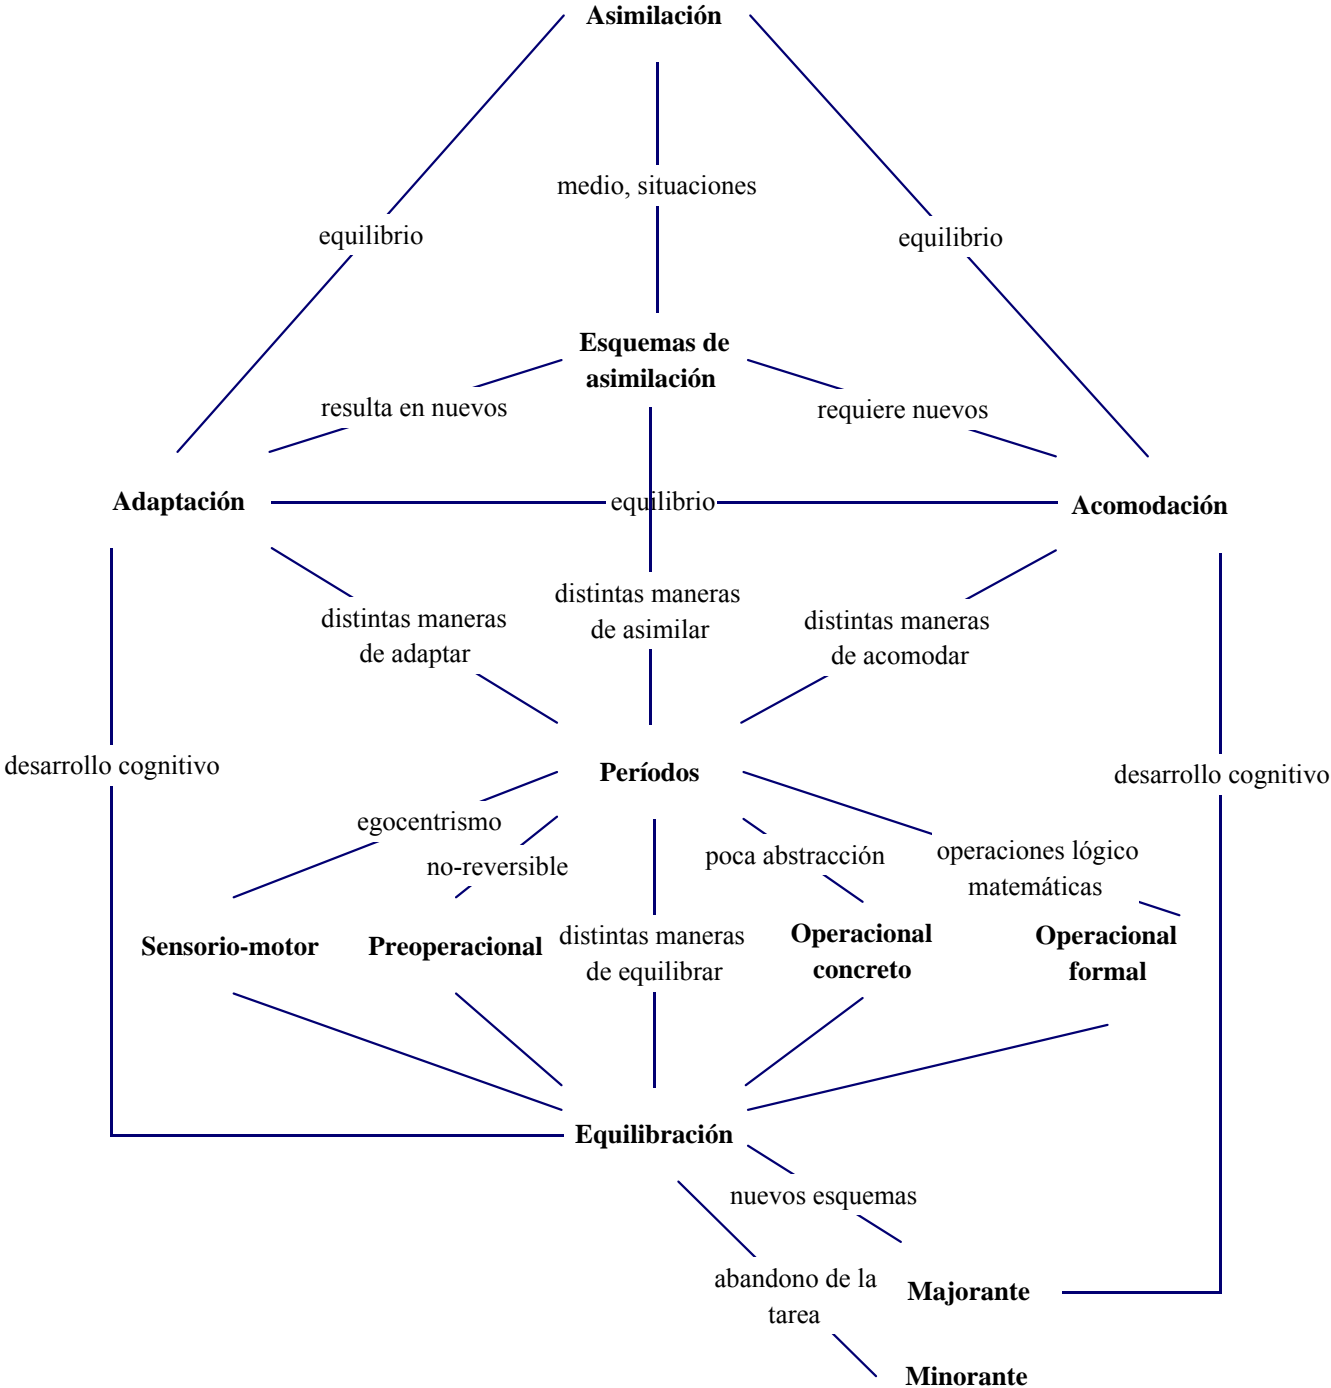 Asimilación
medio, situaciones
equilibrio
equilibrio
Esquemas de
asimilación
resulta en nuevos
requiere nuevos
Adaptación
equilibrio
Acomodación
distintas maneras
de adaptar
distintas maneras
de asimilar
distintas maneras
de acomodar
desarrollo cognitivo
Períodos
desarrollo cognitivo
egocentrismo
no-reversible
poca abstracción
operaciones lógico
matemáticas
Sensorio-motor
Preoperacional
distintas maneras
de equilibrar
Operacional
concreto
Operacional
formal
Equilibración
nuevos esquemas
abandono de la
tarea
Majorante
Minorante